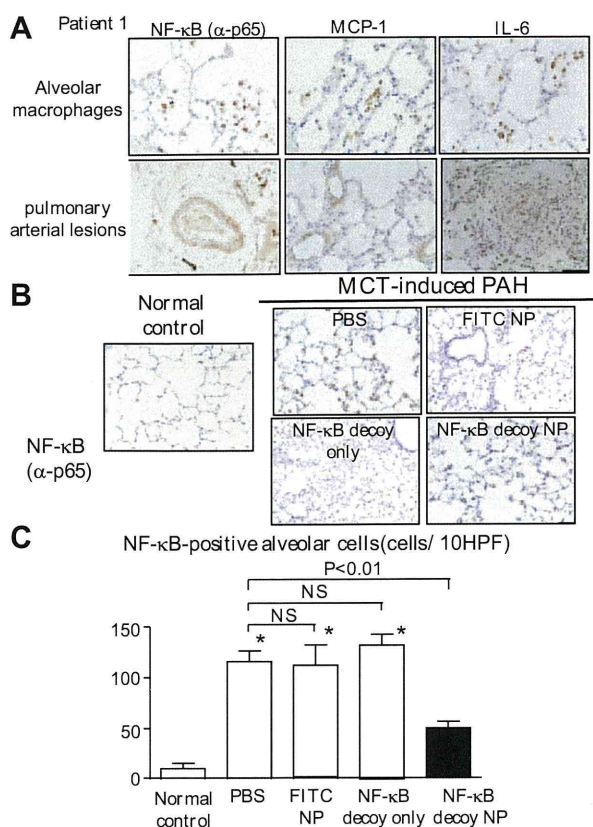 A
Patient 1
NF-κB (α-p65)
MCP-1
IL-6
Alveolar
macrophages
pulmonary
arterial lesions
B
MCT-induced PAH
Normal
control
PBS
FITC NP
NF-κB
(α-p65)
NF-κB decoy
only
NF-κB decoy NP
C
NF-κB-positive alveolar cells(cells/ 10HPF)
P<0.01
NS
NS
150
100
50
0
* * *
Normal
control
PBS
FITC
NP
NF-κB
decoy only
NF-κB
decoy NP